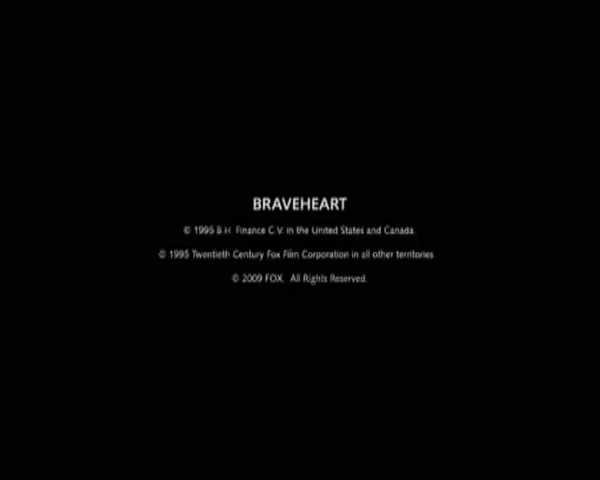 BRAVEHEART
© 1995 B.H. Finance C.V. in the United States and Canada.
© 1995 Twentieth Century Fox Film Corporation in all other territories.
© 2009 FOX. All Rights Reserved.